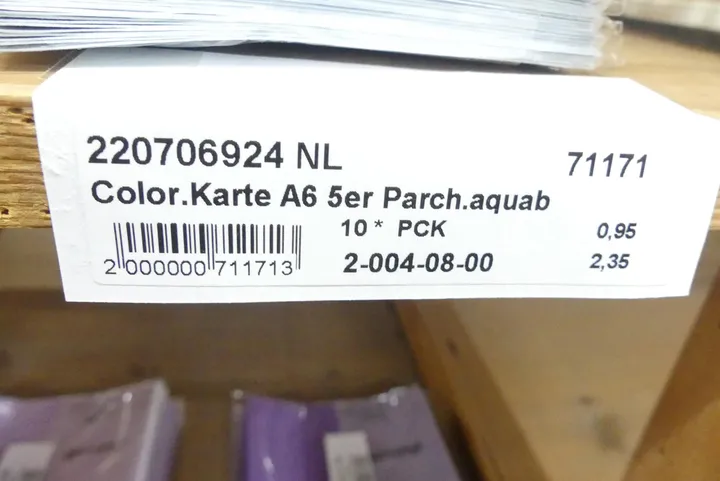 220706924 NL 71171
Color.Karte A6 5er Parch.aquab
10 * PCK 0,95
2 000000 711713 2-004-08-00 2,35